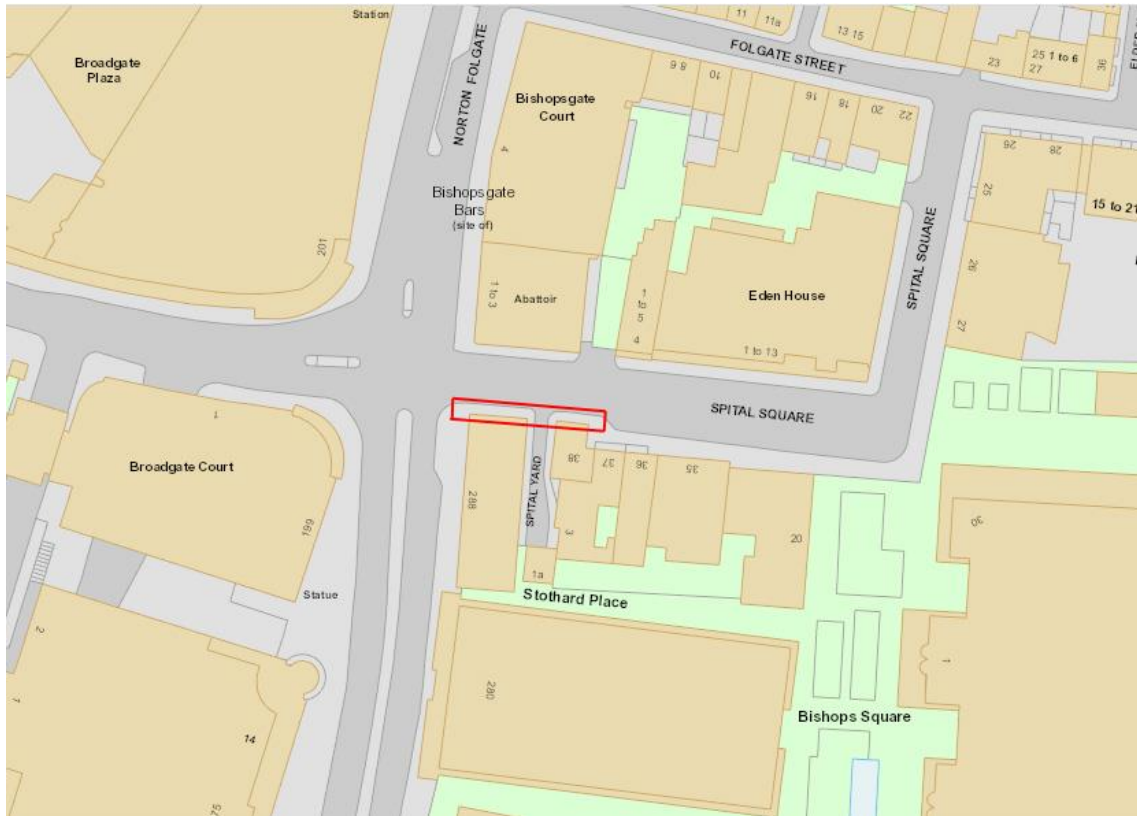 Station
11
11a
13 15
Broadgate
Plaza
NORTON FOLGATE
FOLGATE STREET
23
25 1 to 6
27
36
Bishopsgate
Court
6 8
10
16
18
20
22
4
26
28
25
15 to 21
Bishopsgate
Bars
(site of)
201
SPITAL SQUARE
1 to 3
Abattoir
1
to
5
4
Eden House
1 to 13
26
27
SPITAL SQUARE
1
Broadgate Court
199
288
SPITAL YARD
38
37
36
35
3
20
30
1a
Statue
Stothard Place
2
1
280
1
14
Bishops Square
75